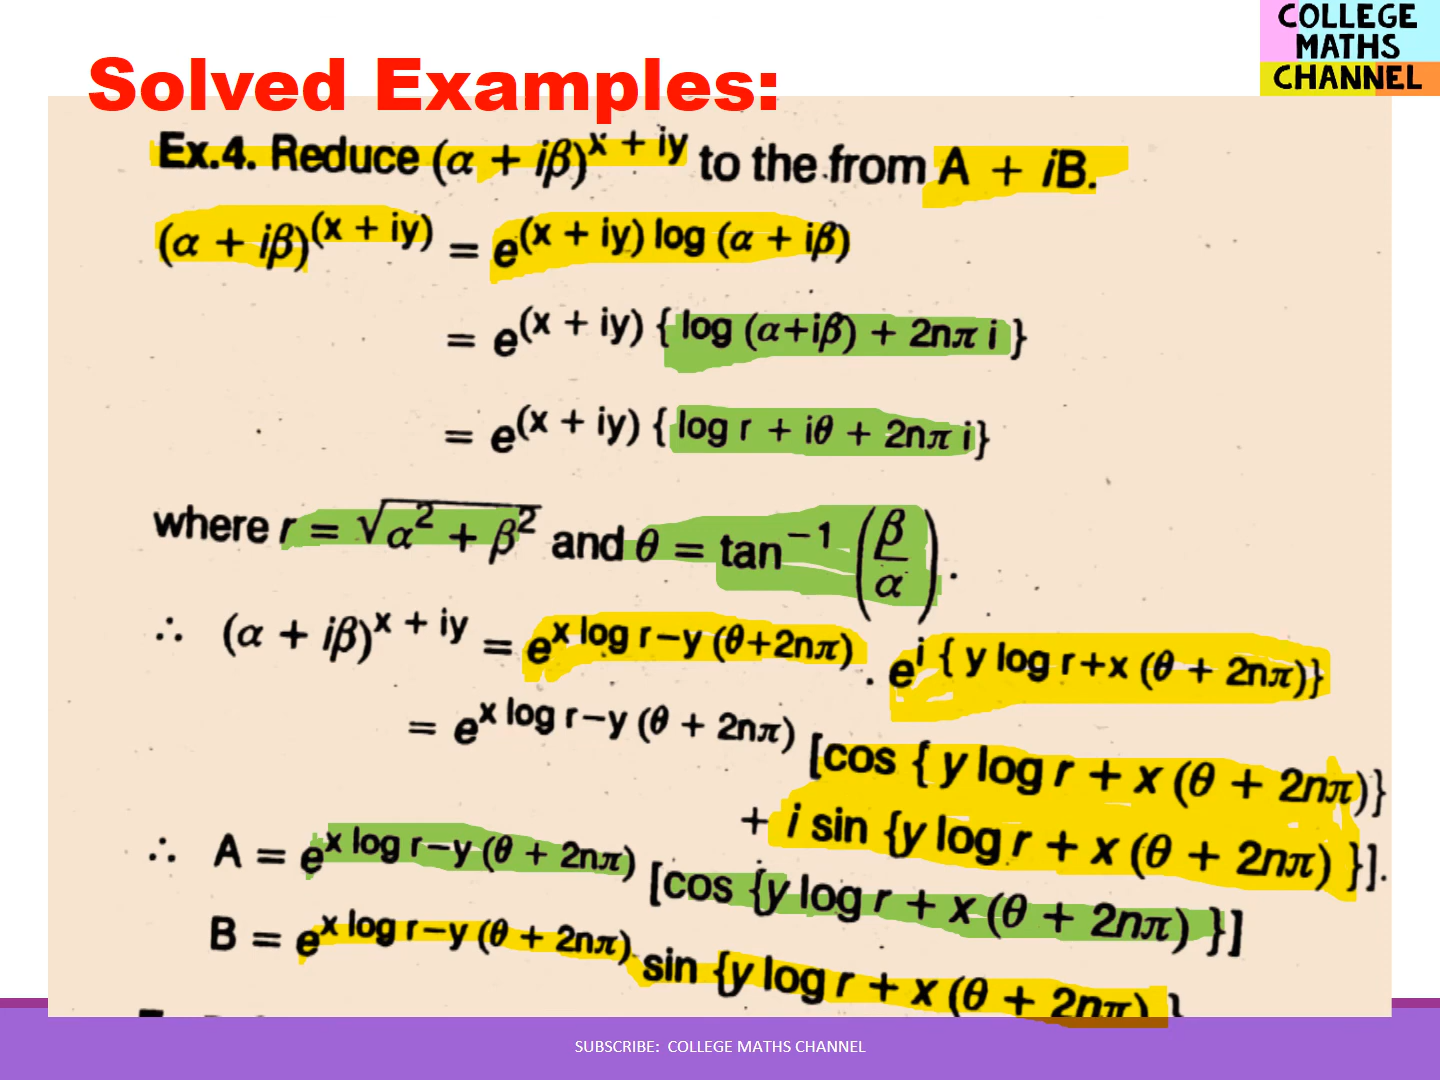 COLLEGE
MATHS
CHANNEL
Solved Examples:
Ex.4. Reduce (α + iβ)^(x + iy) to the from A + iB.
(α + iβ)^((x + iy)) = e^((x + iy) log (α + iβ))
= e^((x + iy) { log (α+iβ) + 2nπ i })
= e^((x + iy) { log r + iθ + 2nπ i})
where r = √(α² + β²) and θ = tan⁻¹ (β/α).
∴ (α + iβ)^(x + iy) = e^(x log r−y (θ+2nπ)) . e^(i { y log r+x (θ + 2nπ)})
= e^(x log r−y (θ + 2nπ)) [cos { y log r + x (θ + 2nπ)}
+ i sin {y log r + x (θ + 2nπ) }].
∴ A = e^(x log r−y (θ + 2nπ)) [cos {y log r + x (θ + 2nπ) }]
B = e^(x log r−y (θ + 2nπ)) . sin {y log r + x (θ + 2nπ) }
SUBSCRIBE: COLLEGE MATHS CHANNEL